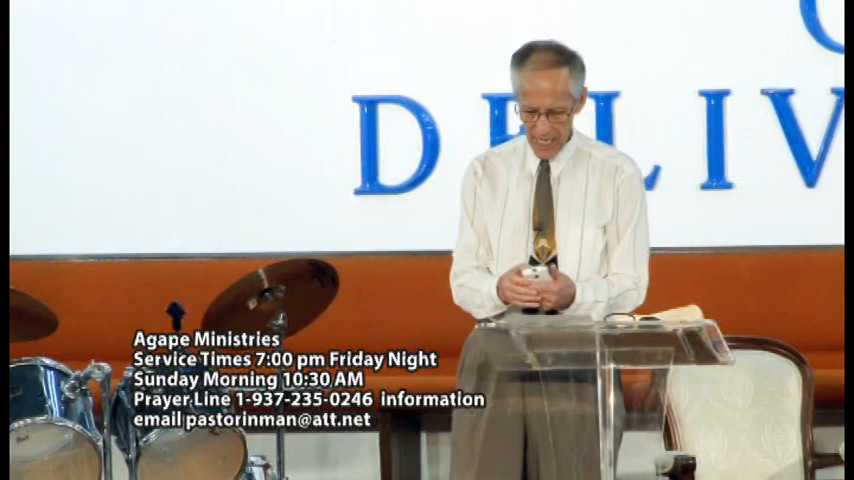 DELIV
Agape Ministries
Service Times 7:00 pm Friday Night
Sunday Morning 10:30 AM
Prayer Line 1-937-235-0246 information
email pastorinman@att.net